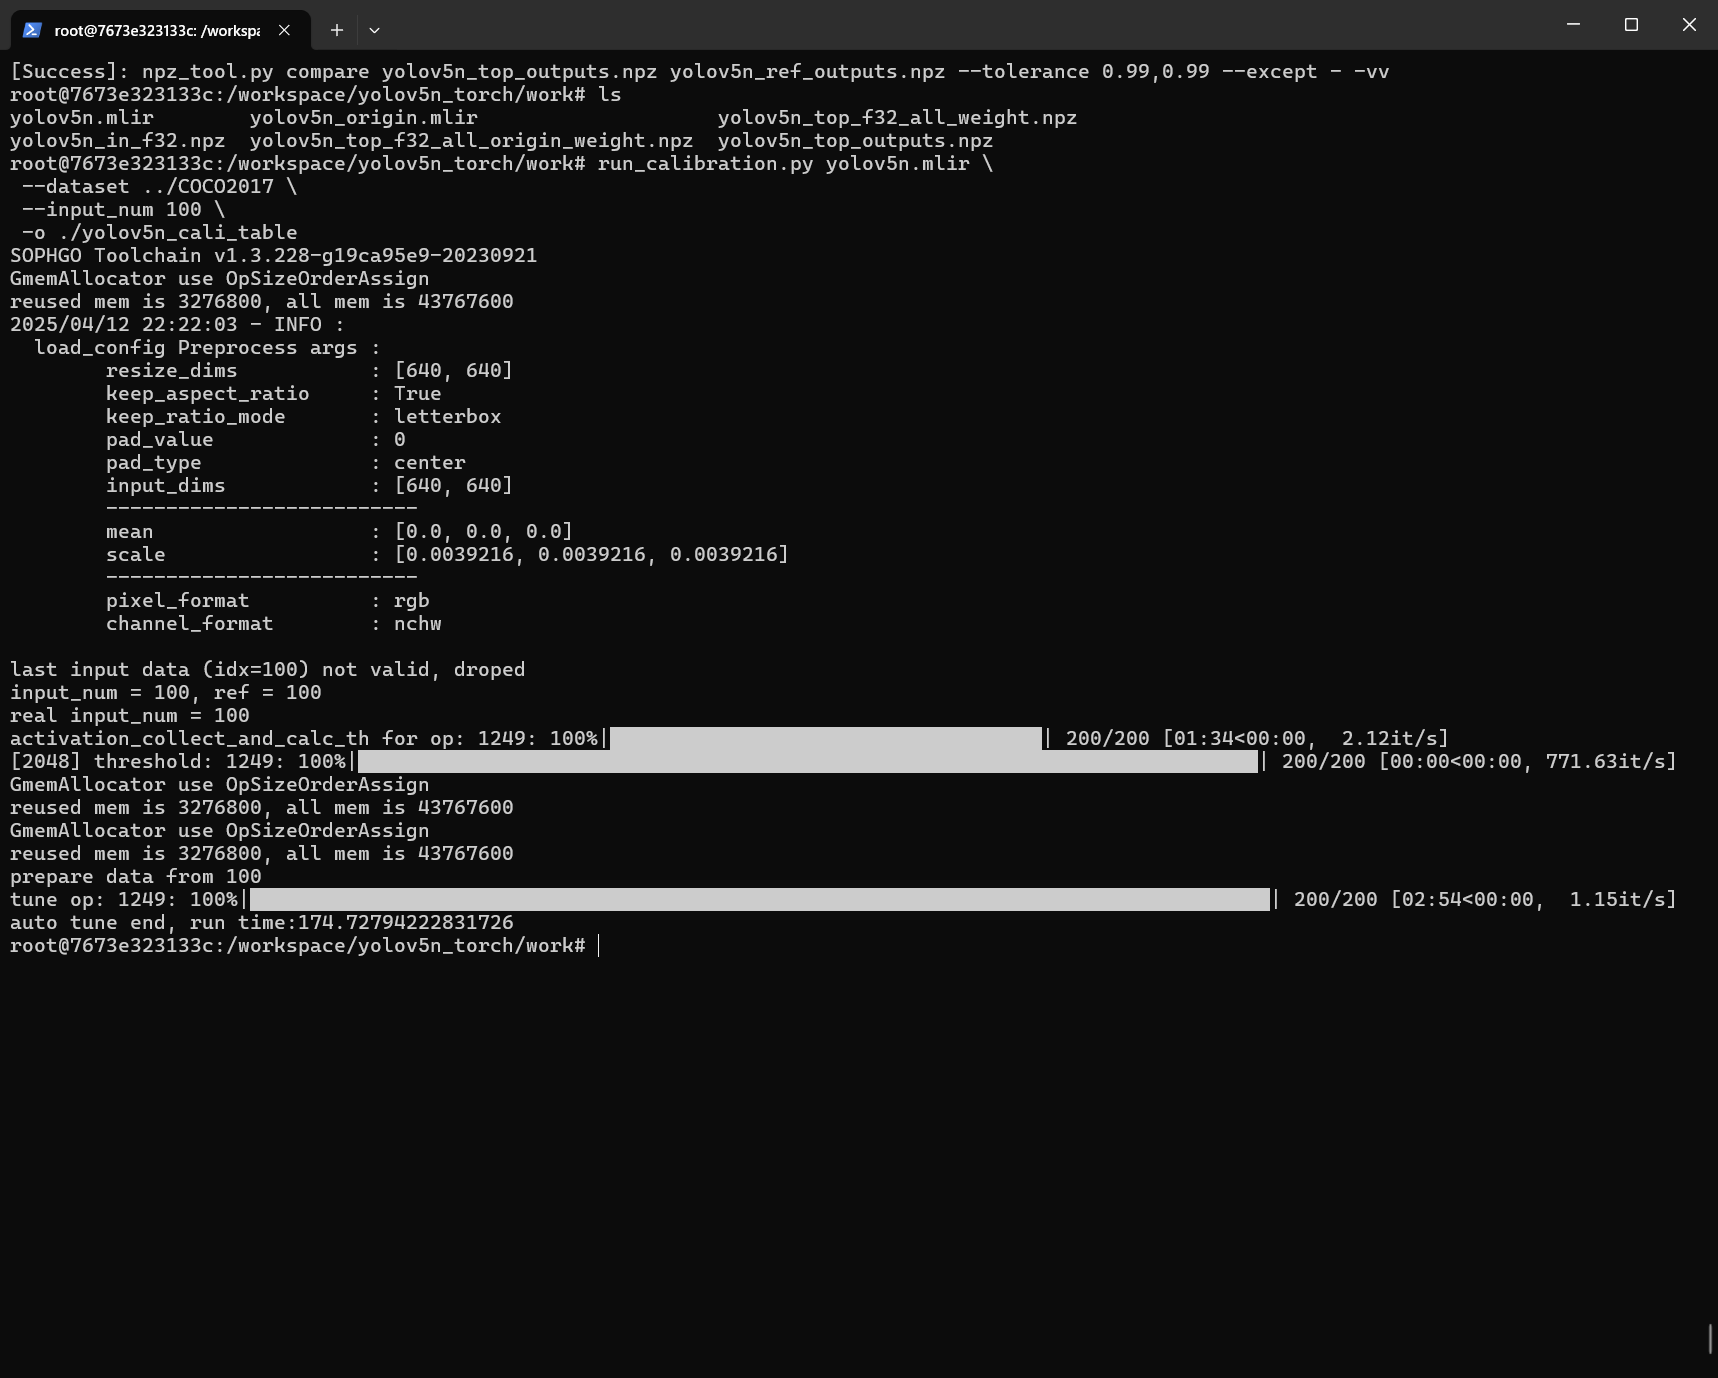 root@7673e323133c: /workspa
[Success]: npz_tool.py compare yolov5n_top_outputs.npz yolov5n_ref_outputs.npz --tolerance 0.99,0.99 --except - -vv
root@7673e323133c:/workspace/yolov5n_torch/work# ls
yolov5n.mlir        yolov5n_origin.mlir                    yolov5n_top_f32_all_weight.npz
yolov5n_in_f32.npz  yolov5n_top_f32_all_origin_weight.npz  yolov5n_top_outputs.npz
root@7673e323133c:/workspace/yolov5n_torch/work# run_calibration.py yolov5n.mlir \
 --dataset ../COCO2017 \
 --input_num 100 \
 -o ./yolov5n_cali_table
SOPHGO Toolchain v1.3.228-g19ca95e9-20230921
GmemAllocator use OpSizeOrderAssign
reused mem is 3276800, all mem is 43767600
2025/04/12 22:22:03 - INFO :
  load_config Preprocess args :
        resize_dims           : [640, 640]
        keep_aspect_ratio     : True
        keep_ratio_mode       : letterbox
        pad_value             : 0
        pad_type              : center
        input_dims            : [640, 640]
        --------------------------
        mean                  : [0.0, 0.0, 0.0]
        scale                 : [0.0039216, 0.0039216, 0.0039216]
        --------------------------
        pixel_format          : rgb
        channel_format        : nchw
last input data (idx=100) not valid, droped
input_num = 100, ref = 100
real input_num = 100
activation_collect_and_calc_th for op: 1249: 100%|████████████████████████████████████| 200/200 [01:34<00:00,  2.12it/s]
[2048] threshold: 1249: 100%|███████████████████████████████████████████████████████████████████████████| 200/200 [00:00<00:00, 771.63it/s]
GmemAllocator use OpSizeOrderAssign
reused mem is 3276800, all mem is 43767600
GmemAllocator use OpSizeOrderAssign
reused mem is 3276800, all mem is 43767600
prepare data from 100
tune op: 1249: 100%|█████████████████████████████████████████████████████████████████████████████████████| 200/200 [02:54<00:00,  1.15it/s]
auto tune end, run time:174.72794222831726
root@7673e323133c:/workspace/yolov5n_torch/work#